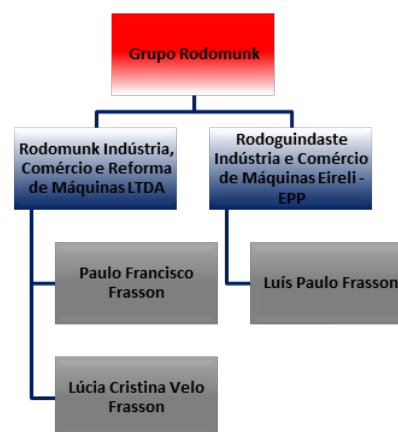 Grupo Rodomunk
Rodomunk Indústria,
Comércio e Reforma
de Máquinas LTDA
Rodoguindaste
Indústria e Comércio
de Máquinas Eireli -
EPP
Paulo Francisco
Frasson
Luís Paulo Frasson
Lúcia Cristina Velo
Frasson